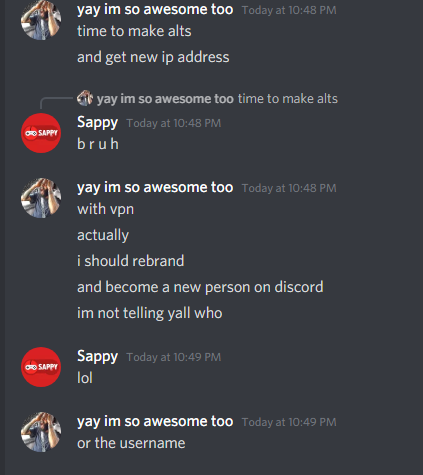 yay im so awesome too Today at 10:48 PM
time to make alts
and get new ip address
yay im so awesome too time to make alts
Sappy Today at 10:48 PM
SAPPY
b r u h
yay im so awesome too Today at 10:48 PM
with vpn
actually
i should rebrand
and become a new person on discord
im not telling yall who
Sappy Today at 10:49 PM
SAPPY
lol
yay im so awesome too Today at 10:49 PM
or the username